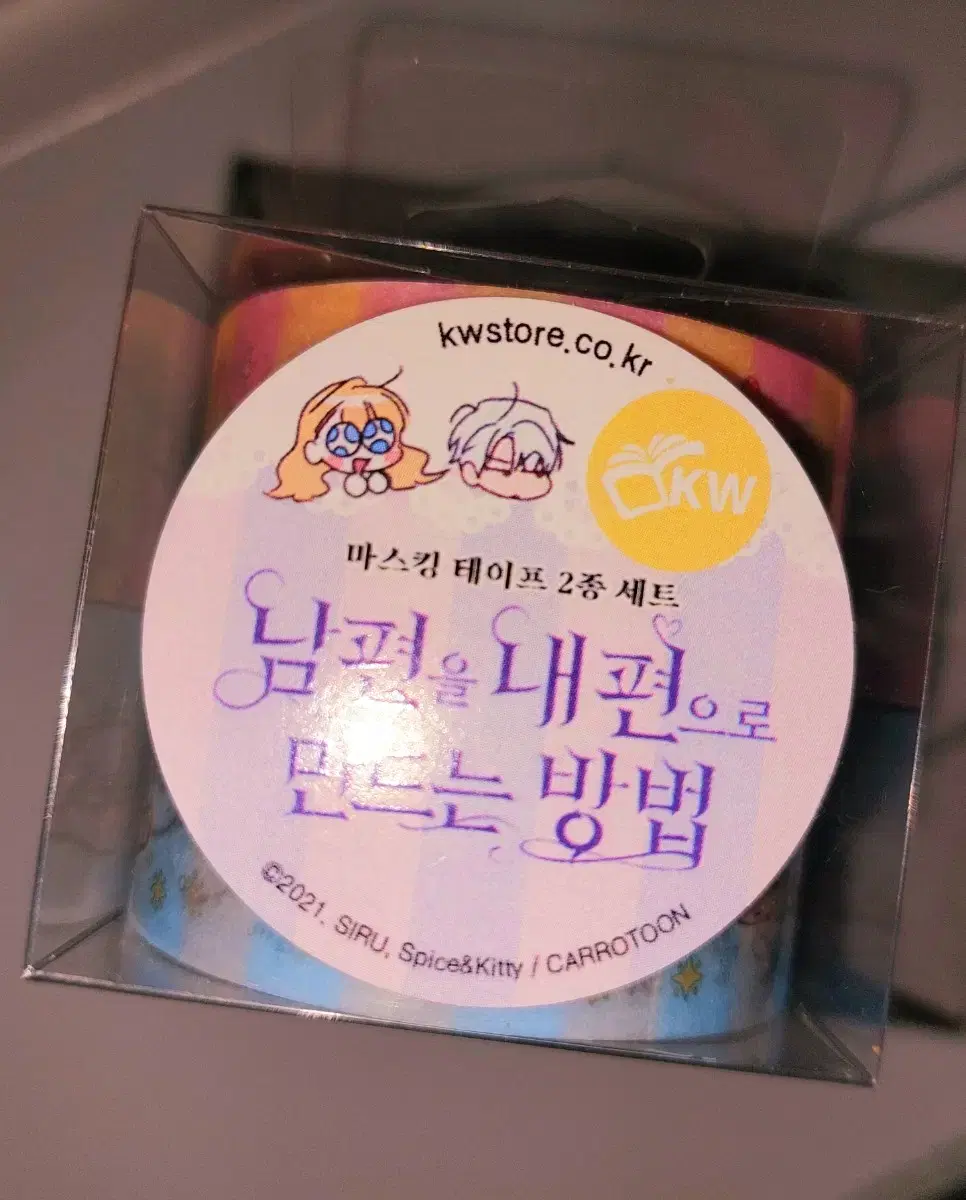 kwstore.co.kr
KW
마스킹 테이프 2종 세트
남편을 내편으로
만드는 방법
©2021. SIRU, Spice&Kitty / CARROTOON